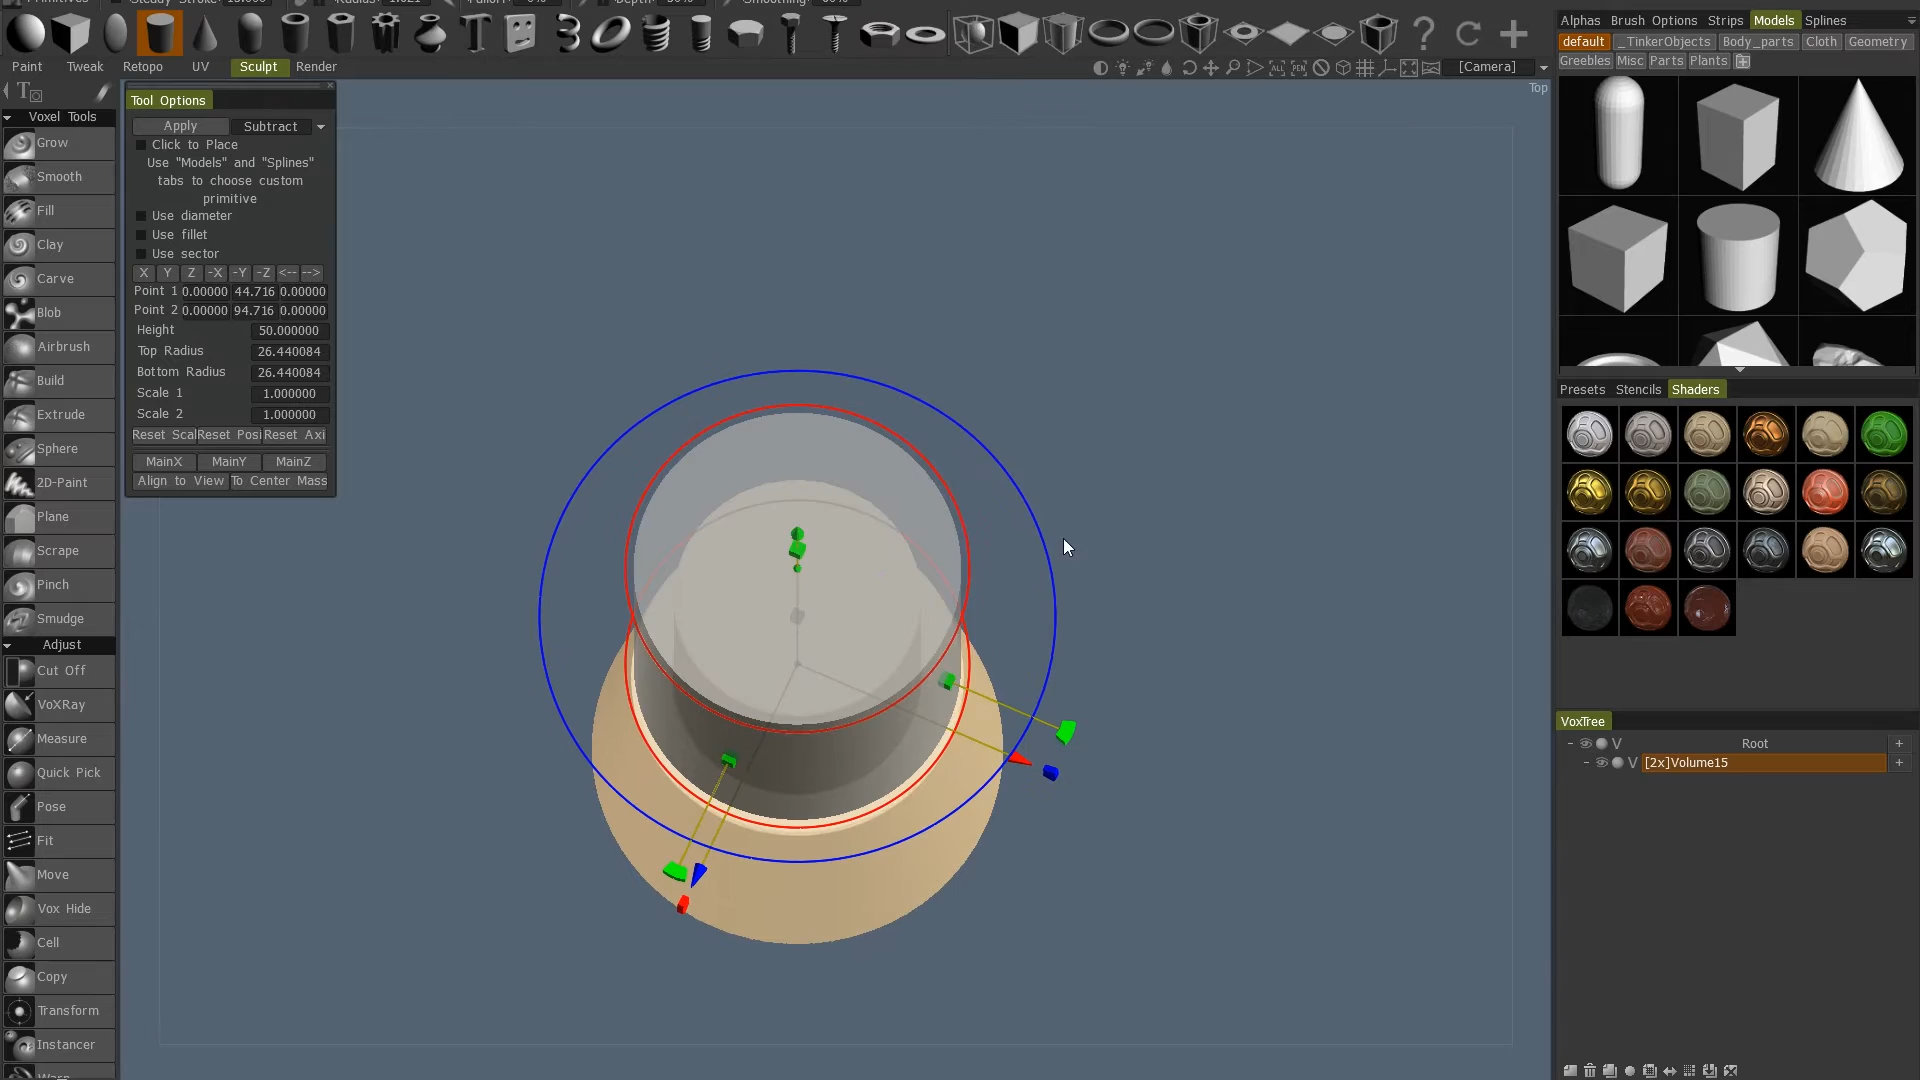 Alphas Brush Options Strips Models Splines
default _TinkerObjects Body_parts Cloth Geometry
Greebles Misc Parts Plants
Paint Tweak Retopo UV Sculpt Render
[Camera]
Top
Tool Options
Apply Subtract
Click to Place
Use "Models" and "Splines"
tabs to choose custom
primitive
Use diameter
Use fillet
Use sector
X Y Z -X -Y -Z <-- -->
Point 1 0.00000 44.716 0.00000
Point 2 0.00000 94.716 0.00000
Height 50.000000
Top Radius 26.440084
Bottom Radius 26.440084
Scale 1 1.000000
Scale 2 1.000000
Reset Scal Reset Posi Reset Axi
MainX MainY MainZ
Align to View To Center Mass
Voxel Tools
Grow
Smooth
Fill
Clay
Carve
Blob
Airbrush
Build
Extrude
Sphere
2D-Paint
Plane
Scrape
Pinch
Smudge
Adjust
Cut Off
VoXRay
Measure
Quick Pick
Pose
Fit
Move
Vox Hide
Cell
Copy
Transform
Instancer
Presets Stencils Shaders
VoxTree
V Root +
V [2x]Volume15 +